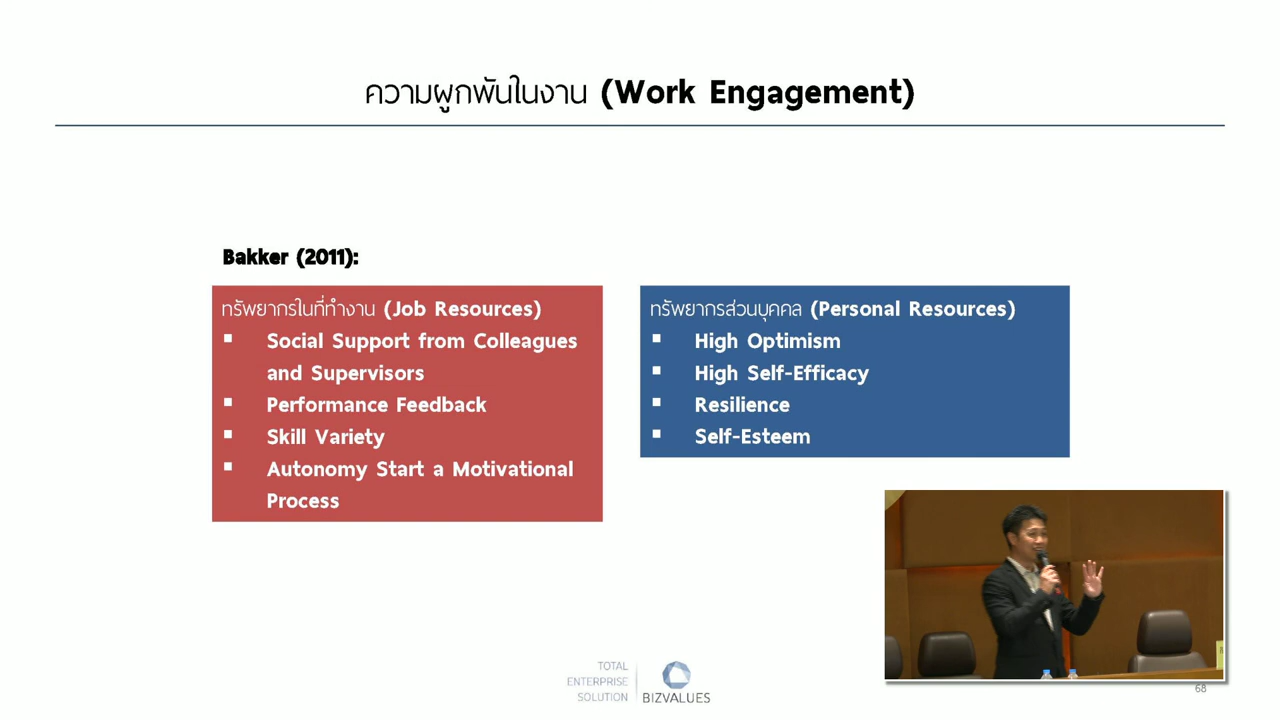 ความผูกพันในงาน (Work Engagement)
Bakker (2011):
ทรัพยากรในที่ทำงาน (Job Resources)
▪ Social Support from Colleagues
and Supervisors
▪ Performance Feedback
▪ Skill Variety
▪ Autonomy Start a Motivational
Process
ทรัพยากรส่วนบุคคล (Personal Resources)
▪ High Optimism
▪ High Self-Efficacy
▪ Resilience
▪ Self-Esteem
TOTAL
ENTERPRISE
SOLUTION
BIZVALUES
68